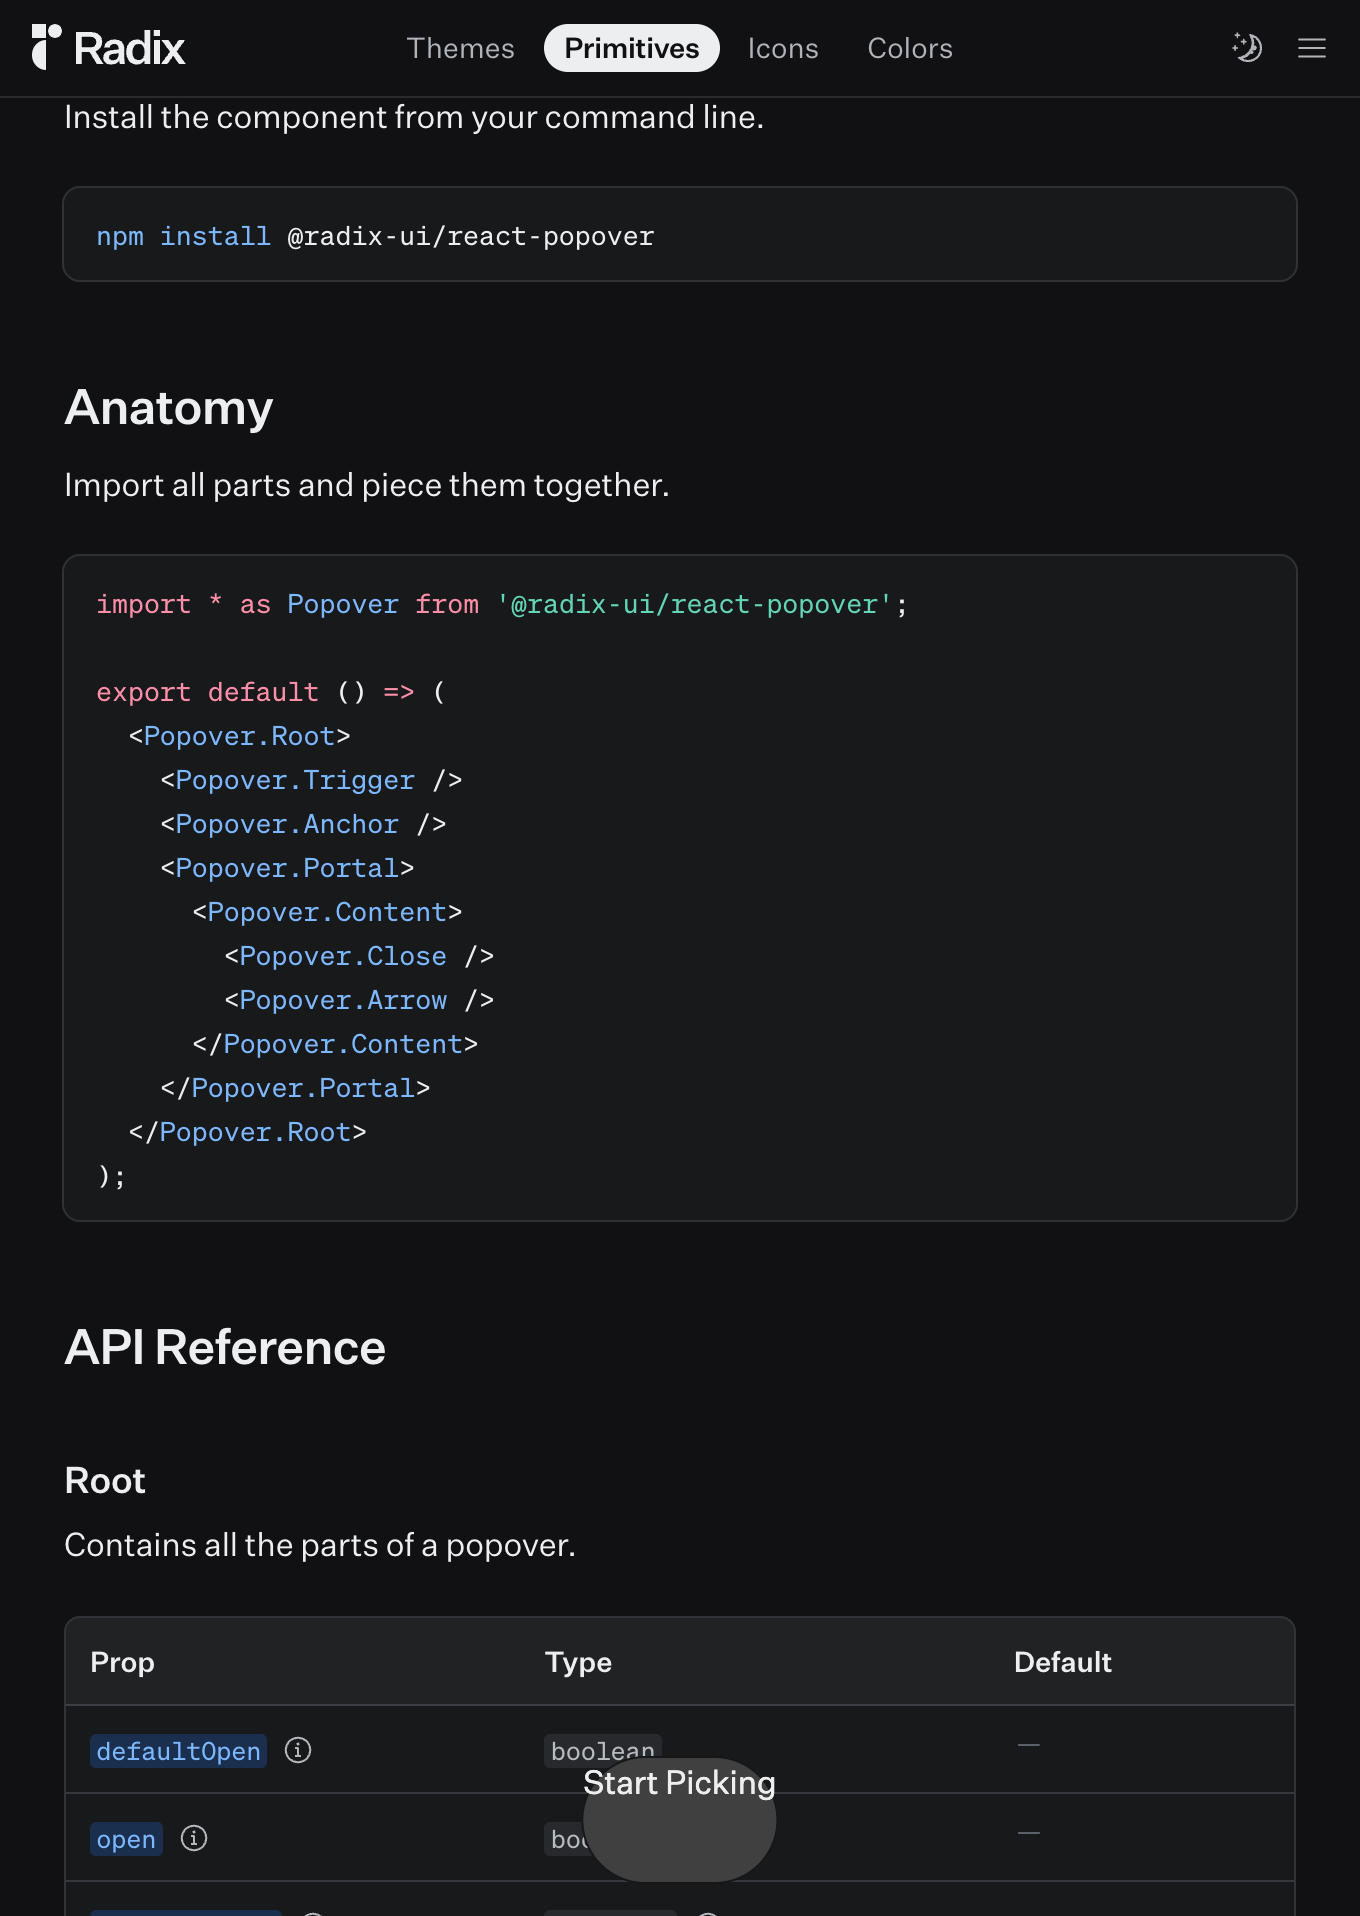 Radix
Themes
Primitives
Icons
Colors
Install the component from your command line.
npm install @radix-ui/react-popover
Anatomy
Import all parts and piece them together.
import * as Popover from '@radix-ui/react-popover';
export default () => (
<Popover.Root>
<Popover.Trigger />
<Popover.Anchor />
<Popover.Portal>
<Popover.Content>
<Popover.Close />
<Popover.Arrow />
</Popover.Content>
</Popover.Portal>
</Popover.Root>
);
API Reference
Root
Contains all the parts of a popover.
Prop Type Default
defaultOpen boolean —
Start Picking
open —